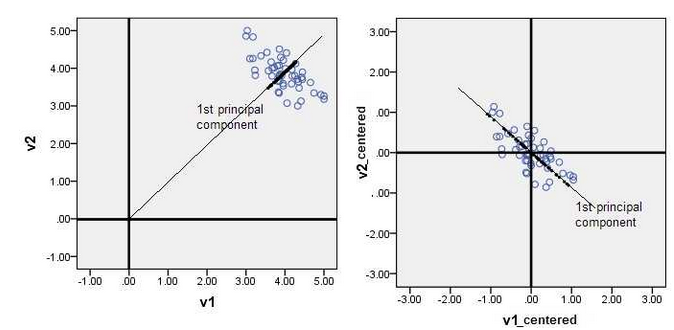 5.00
4.00
3.00
2.00
1.00
.00
-1.00
v2
1st principal
component
-1.00 .00 1.00 2.00 3.00 4.00 5.00
v1
3.00
2.00
.00
.00
.00
-2.00
-3.00
v2_centered
1st principal
component
-3.00 -2.00 -1.00 .00 1.00 2.00 3.00
v1_centered